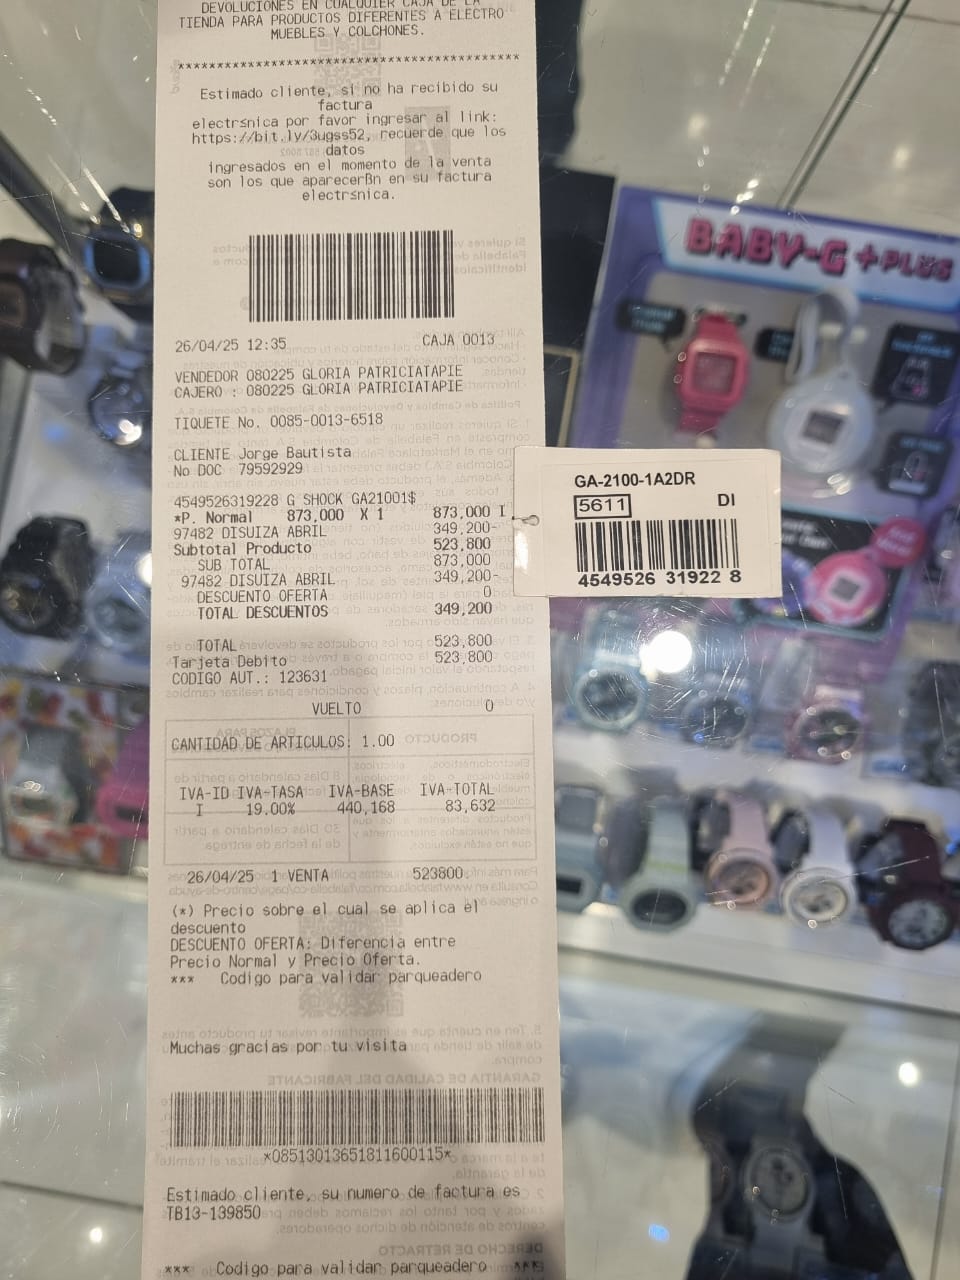 DEVOLUCIONES EN CUALQUIER CAJA DE LA
TIENDA PARA PRODUCTOS DIFERENTES A ELECTRO
MUEBLES Y COLCHONES.
********************************************
Estimado cliente, si no ha recibido su
factura
electr≤nica por favor ingresar al link:
https://bit.ly/3ugss52, recuerde que los
datos
ingresados en el momento de la venta
son los que aparecerßn en su factura
electr≤nica.
26/04/25 12:35 CAJA 0013
VENDEDOR 080225 GLORIA PATRICIATAPIE
CAJERO : 080225 GLORIA PATRICIATAPIE
TIQUETE No. 0085-0013-6518
CLIENTE Jorge Bautista
No DOC 79592929
4549526319228 G SHOCK GA21001$
*P. Normal 873,000 X 1 873,000 I
97482 DISUIZA ABRIL 349,200-
Subtotal Producto 523,800
SUB TOTAL 873,000
97482 DISUIZA ABRIL 349,200-
DESCUENTO OFERTA 0
TOTAL DESCUENTOS 349,200
TOTAL 523,800
Tarjeta Debito 523,800
CODIGO AUT.: 123631
VUELTO 0
CANTIDAD DE ARTICULOS: 1.00
IVA-ID IVA-TASA IVA-BASE IVA-TOTAL
I 19.00% 440,168 83,632
26/04/25 1 VENTA 523800
(*) Precio sobre el cual se aplica el
descuento
DESCUENTO OFERTA: Diferencia entre
Precio Normal y Precio Oferta.
*** Codigo para validar parqueadero
Muchas gracias por tu visita
*08513013651811600115*
Estimado cliente, su numero de factura es
TB13-139850
*** Codigo para validar parqueadero ***
GA-2100-1A2DR
5611 DI
4549526 31922 8
BABY-G +PLUS